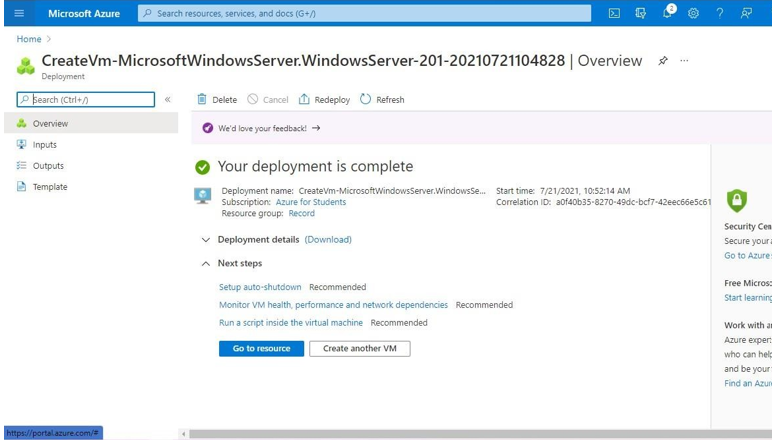 Microsoft Azure
Search resources, services, and docs (G+/)
2
Home >
CreateVm-MicrosoftWindowsServer.WindowsServer-201-20210721104828 | Overview
Deployment
Search (Ctrl+/)
Delete Cancel Redeploy Refresh
Overview
Inputs
Outputs
Template
We'd love your feedback! →
Your deployment is complete
Deployment name: CreateVm-MicrosoftWindowsServer.WindowsSe...
Subscription: Azure for Students
Resource group: Record
Start time: 7/21/2021, 10:52:14 AM
Correlation ID: a0f40b35-8270-49dc-bcf7-42eec66e5c61
Deployment details (Download)
Next steps
Setup auto-shutdown Recommended
Monitor VM health, performance and network dependencies Recommended
Run a script inside the virtual machine Recommended
Go to resource Create another VM
Security Cen
Secure your a
Go to Azure
Free Microso
Start learning
Work with an
Azure exper
who can help
and be your
Find an Azur
https://portal.azure.com/#